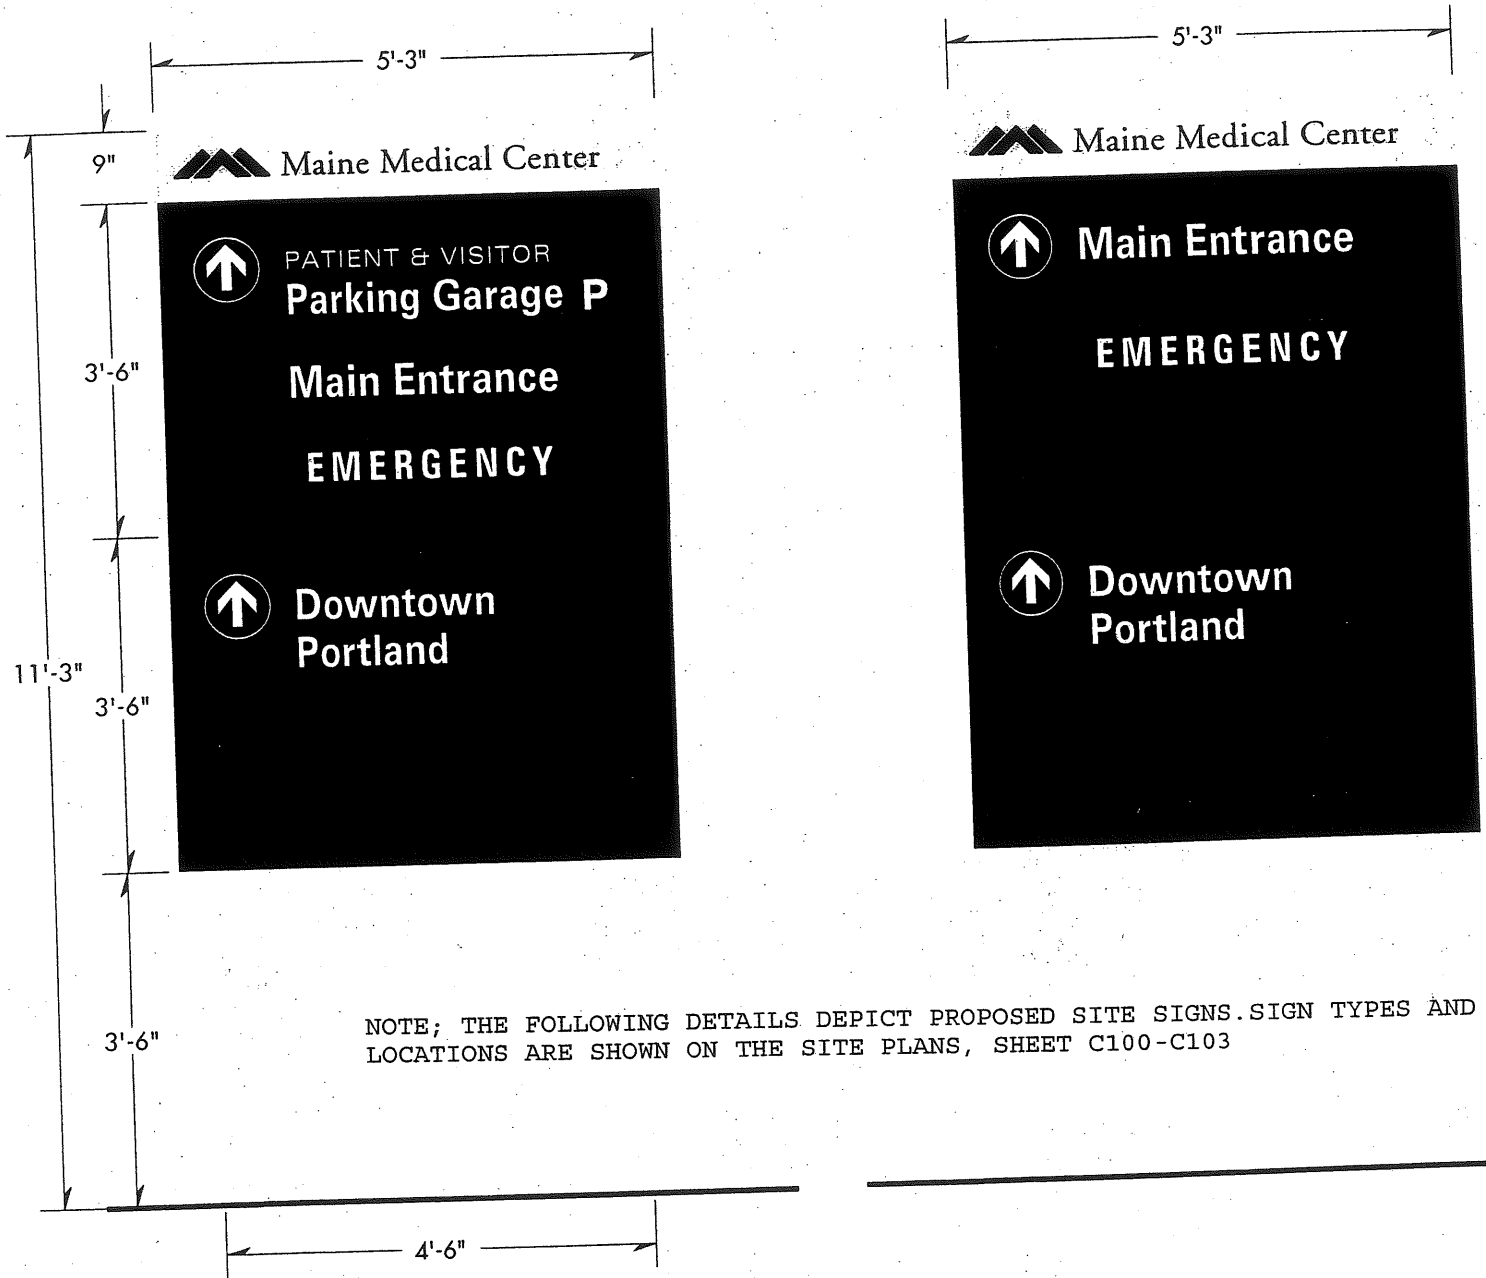 5'-3"
9"
Maine Medical Center
PATIENT & VISITOR
Parking Garage P
Main Entrance
EMERGENCY
Downtown
Portland
3'-6"
3'-6"
11'-3"
3'-6"
4'-6"
5'-3"
Maine Medical Center
Main Entrance
EMERGENCY
Downtown
Portland
NOTE; THE FOLLOWING DETAILS DEPICT PROPOSED SITE SIGNS.SIGN TYPES AND
LOCATIONS ARE SHOWN ON THE SITE PLANS, SHEET C100-C103